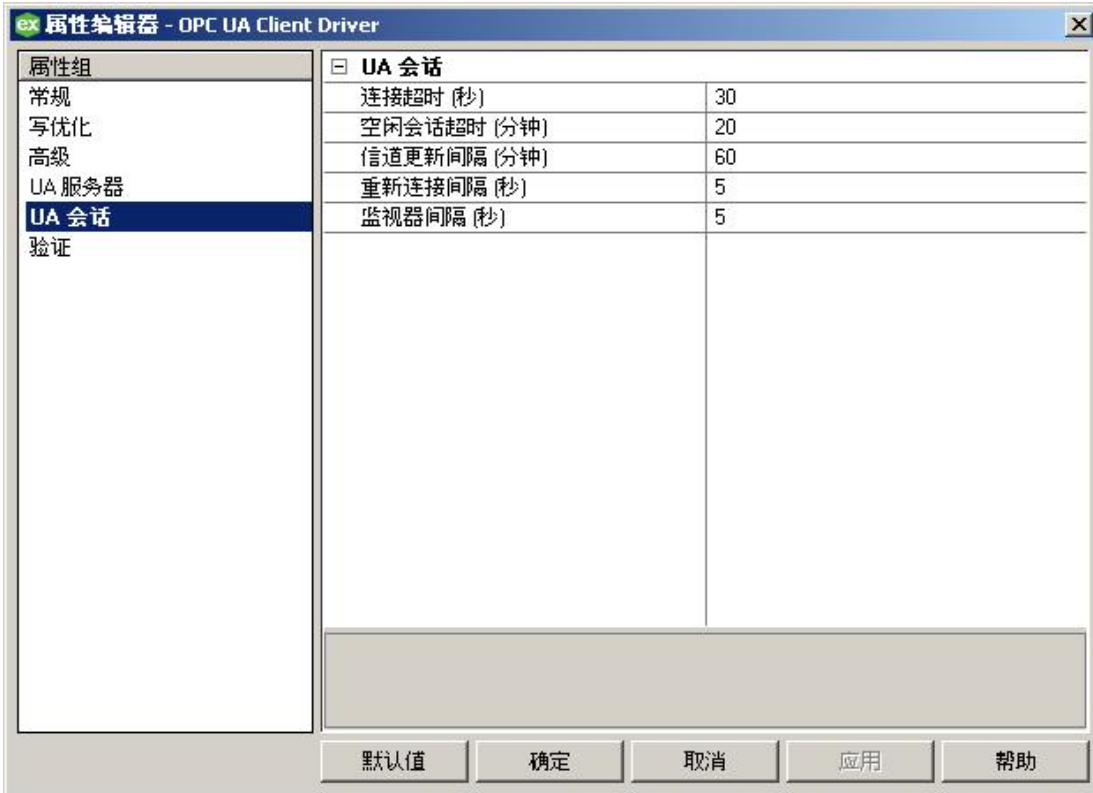 ex 属性编辑器 - OPC UA Client Driver
属性组
常规
写优化
高级
UA 服务器
UA 会话
验证
UA 会话
连接超时 (秒) 30
空闲会话超时 (分钟) 20
信道更新间隔 (分钟) 60
重新连接间隔 (秒) 5
监视器间隔 (秒) 5
默认值 确定 取消 应用 帮助